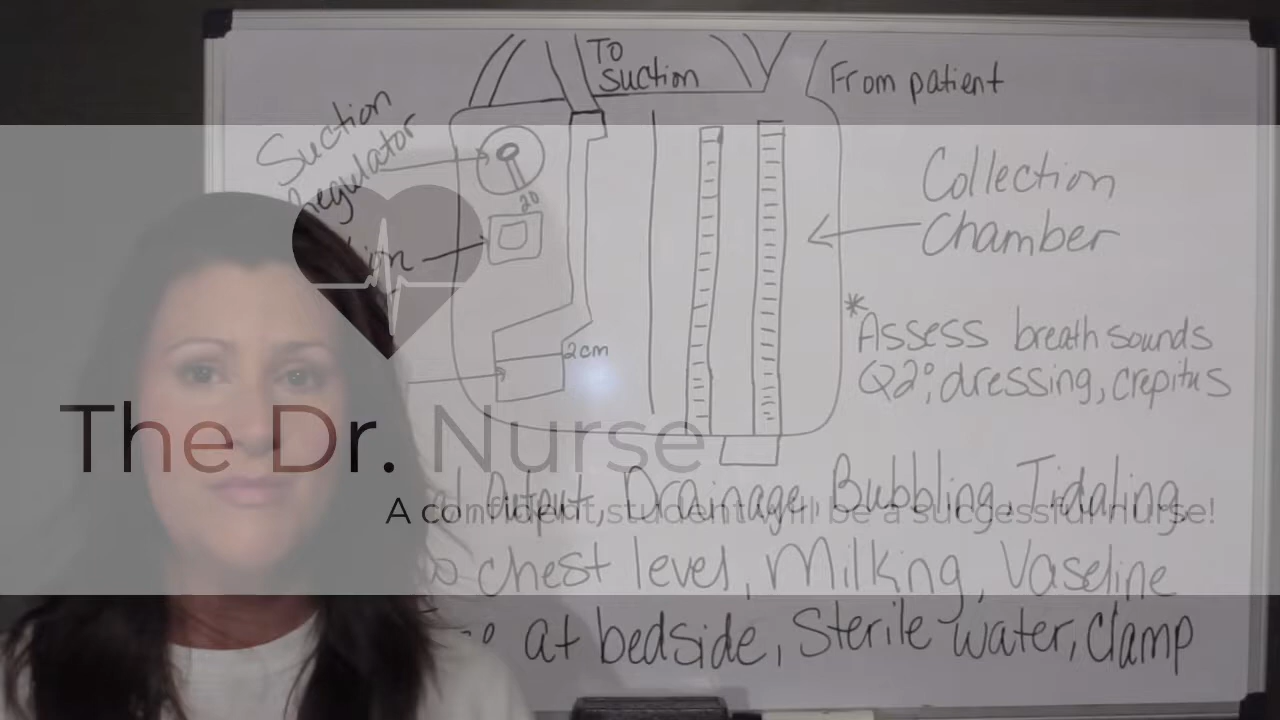 To
suction
From patient
Suction
Regulator
20
Collection
Chamber
2cm
*Assess breath sounds
Q2°, dressing, crepitus
The Dr. Nurse
Output, Drainage, Bubbling, Tidaling,
A confident student will be a successful nurse!
chest level, Milkng, Vaseline
at bedside, Sterile water, Clamp